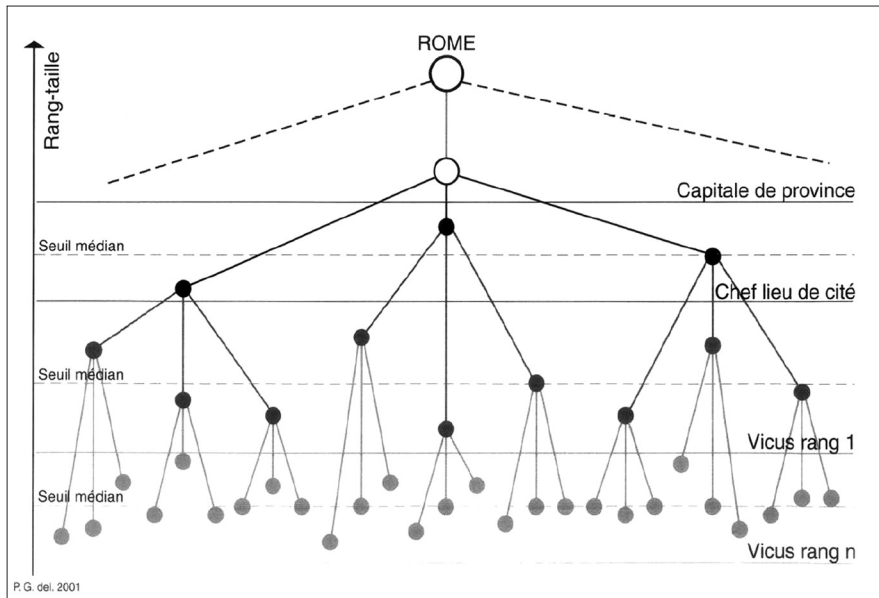 ROME
Rang-taille
Capitale de province
Seuil médian
Chef lieu de cité
Seuil médian
Vicus rang 1
Seuil médian
Vicus rang n
P. G. del. 2001